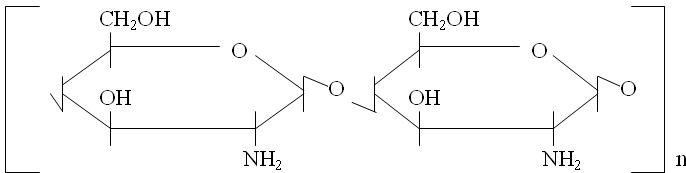 CH₂OH CH₂OH
O O
OH O OH O
NH₂ NH₂ n